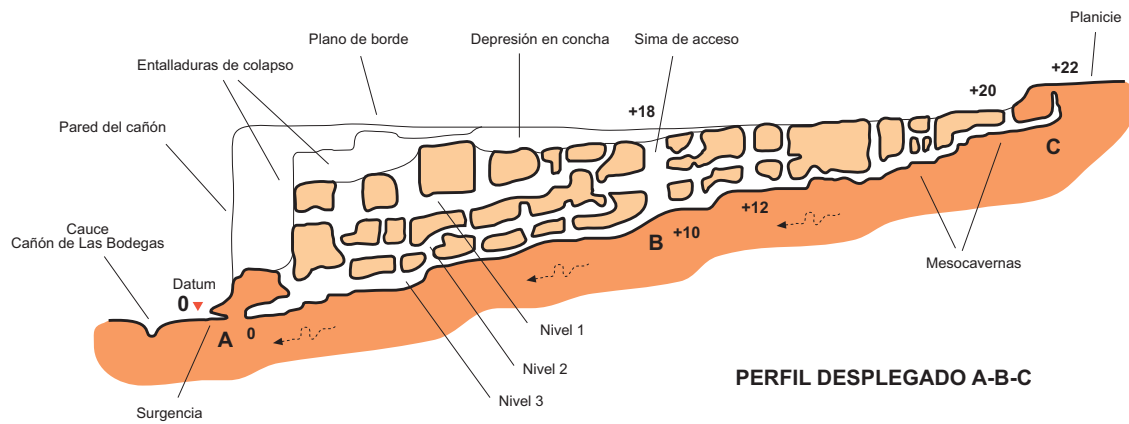 Planicie
Plano de borde
Depresión en concha
Sima de acceso
Entalladuras de colapso
+22
+20
+18
Pared del cañón
C
Cauce
Cañón de Las Bodegas
+12
B
+10
Mesocavernas
Datum
0
A
0
Nivel 1
Nivel 2
Nivel 3
PERFIL DESPLEGADO A-B-C
Surgencia